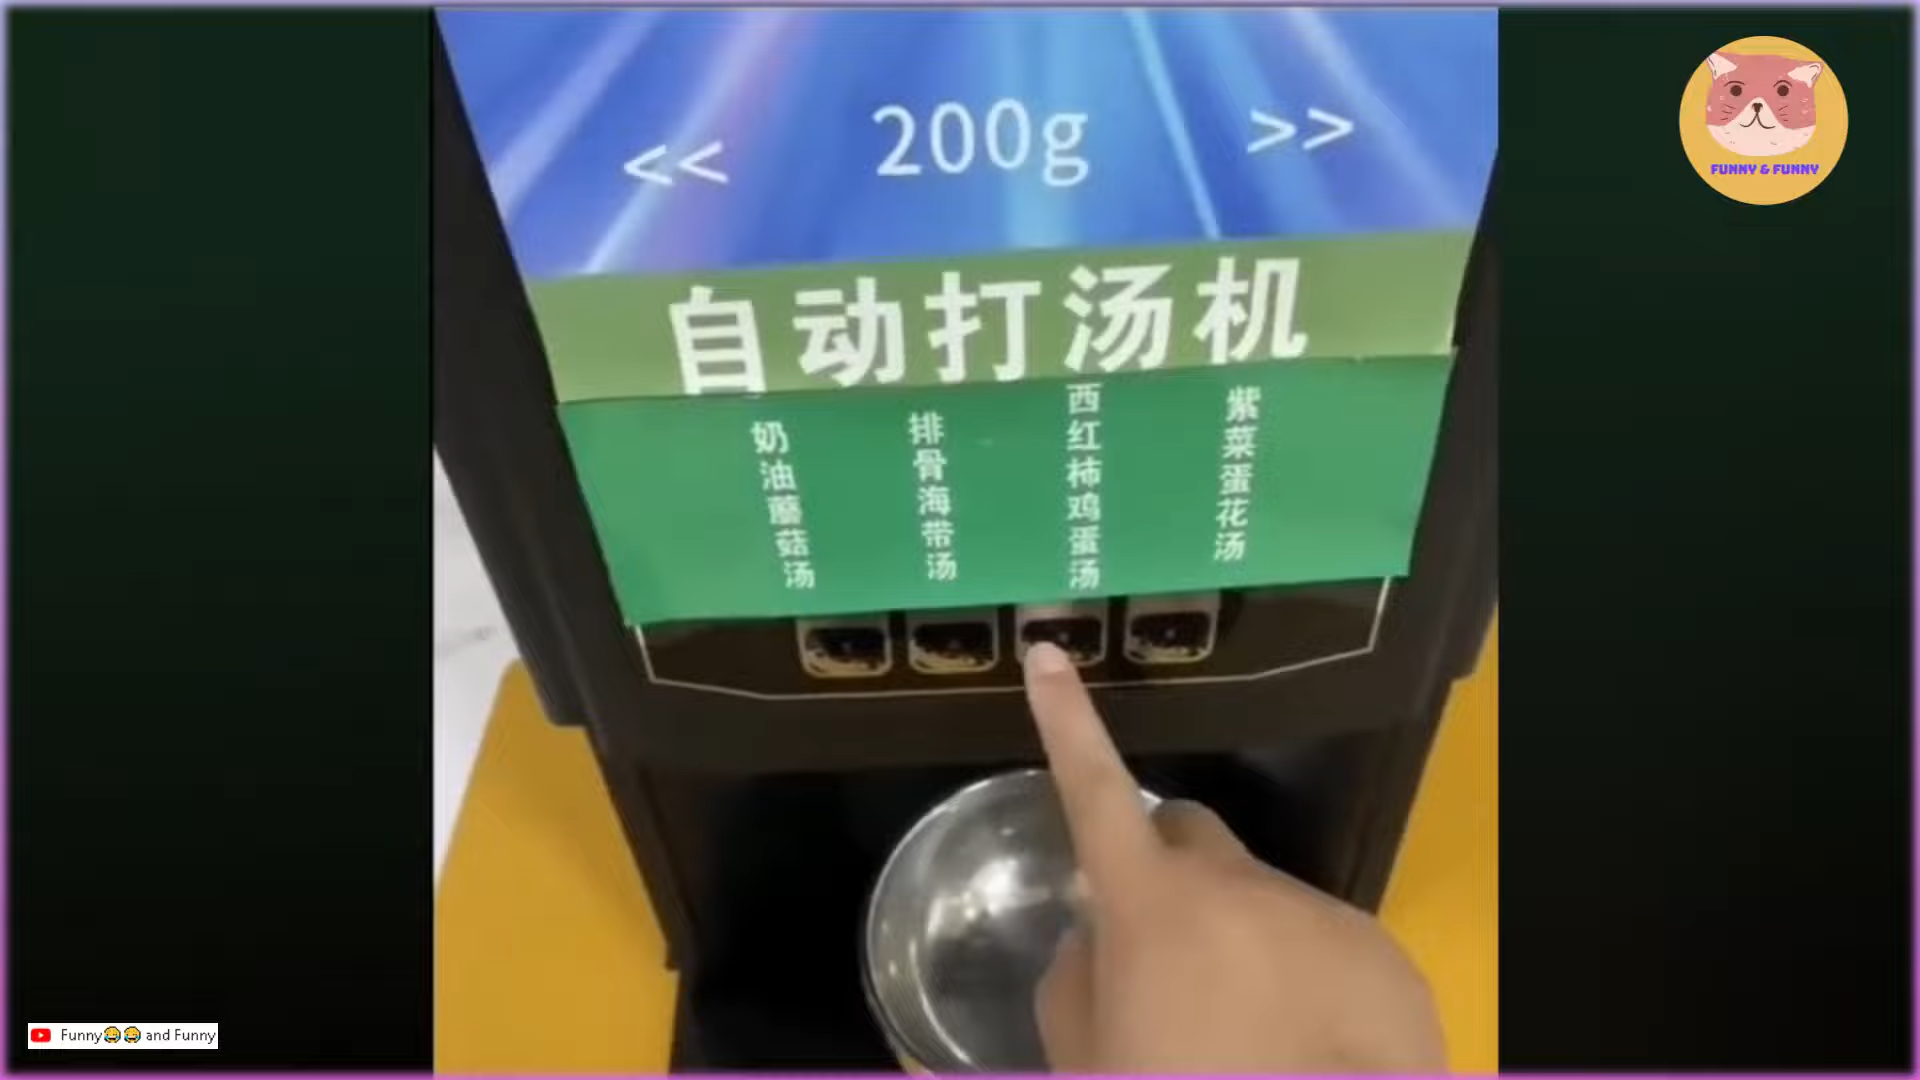 << 200g >>
自动打汤机
奶油蘑菇汤
排骨海带汤
西红柿鸡蛋汤
紫菜蛋花汤
FUNNY & FUNNY
Funny😂😂 and Funny